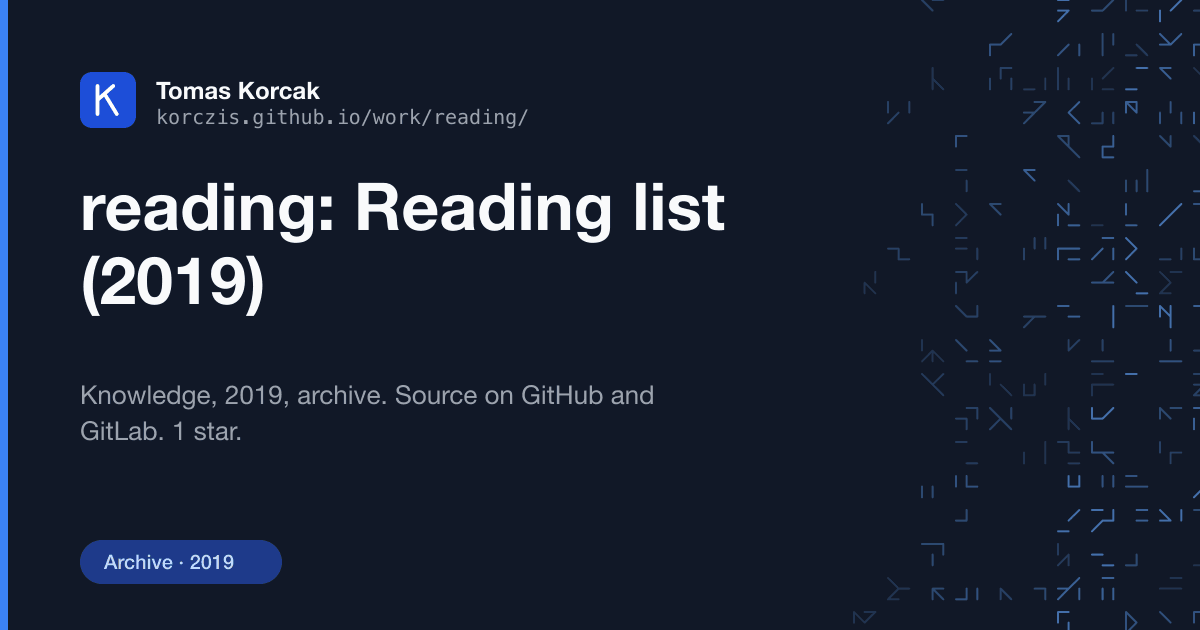 K
Tomas Korcak
korczis.github.io/work/reading/
reading: Reading list
(2019)
Knowledge, 2019, archive. Source on GitHub and
GitLab. 1 star.
Archive · 2019